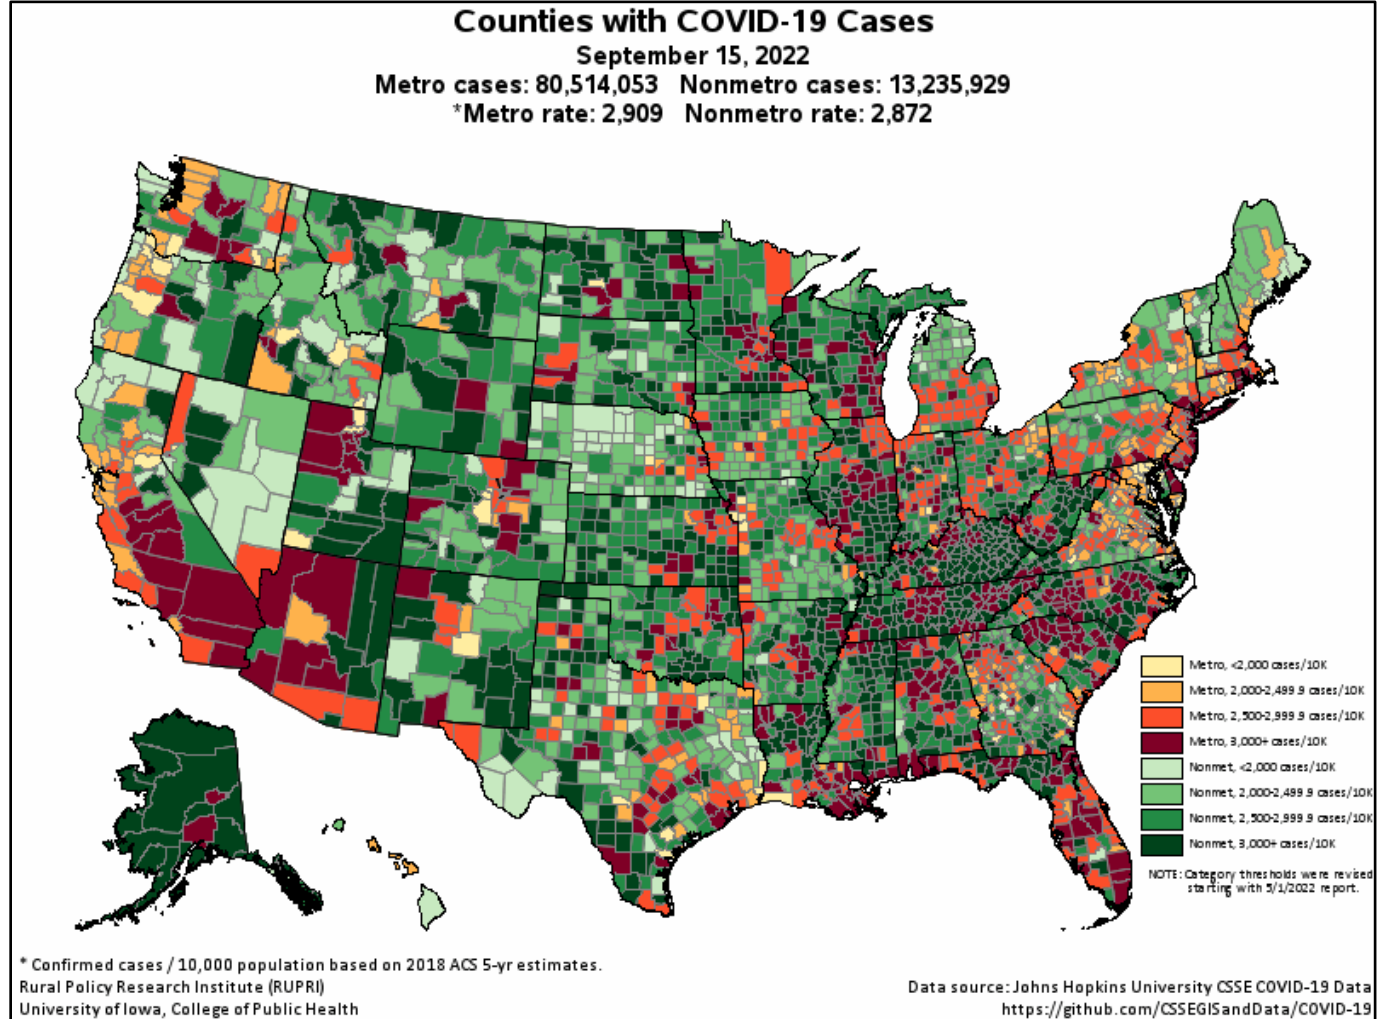 Counties with COVID-19 Cases
September 15, 2022
Metro cases: 80,514,053 Nonmetro cases: 13,235,929
*Metro rate: 2,909 Nonmetro rate: 2,872
Metro, <2,000 cases/10K
Metro, 2,000-2,499.9 cases/10K
Metro, 2,500-2,999.9 cases/10K
Metro, 3,000+ cases/10K
Nonmet, <2,000 cases/10K
Nonmet, 2,000-2,499.9 cases/10K
Nonmet, 2,500-2,999.9 cases/10K
Nonmet, 3,000+ cases/10K
NOTE: Category thresholds were revised
starting with 5/1/2022 report.
* Confirmed cases / 10,000 population based on 2018 ACS 5-yr estimates.
Rural Policy Research Institute (RUPRI)
University of Iowa, College of Public Health
Data source: Johns Hopkins University CSSE COVID-19 Data
https://github.com/CSSEGISandData/COVID-19